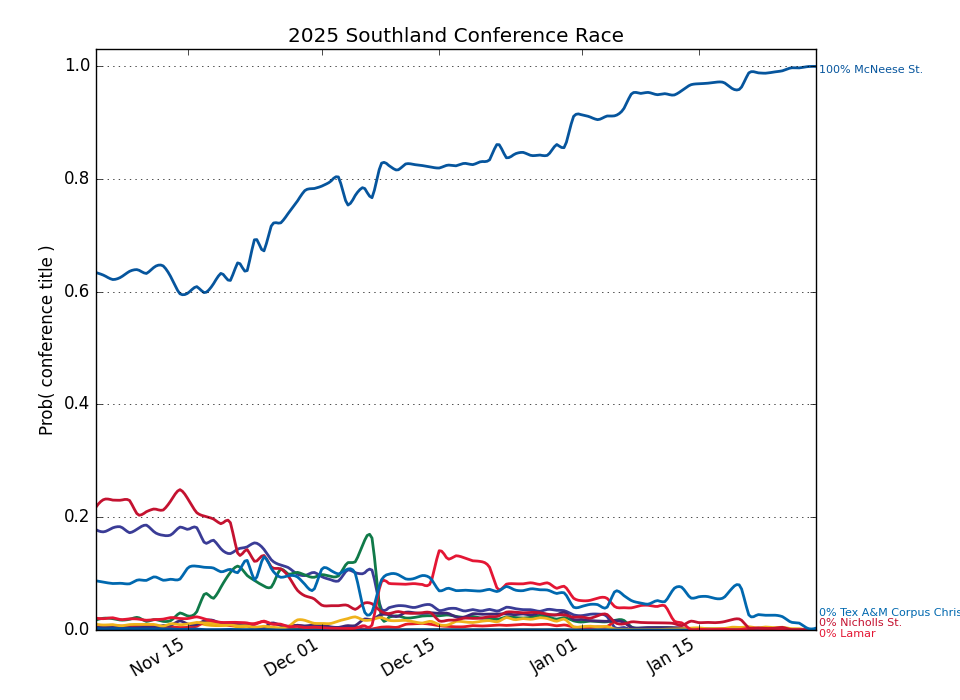 2025 Southland Conference Race
Prob( conference title )
1.0
0.8
0.6
0.4
0.2
0.0
Nov 15
Dec 01
Dec 15
Jan 01
Jan 15
100% McNeese St.
0% Tex A&M Corpus Chris
0% Nicholls St.
0% Lamar